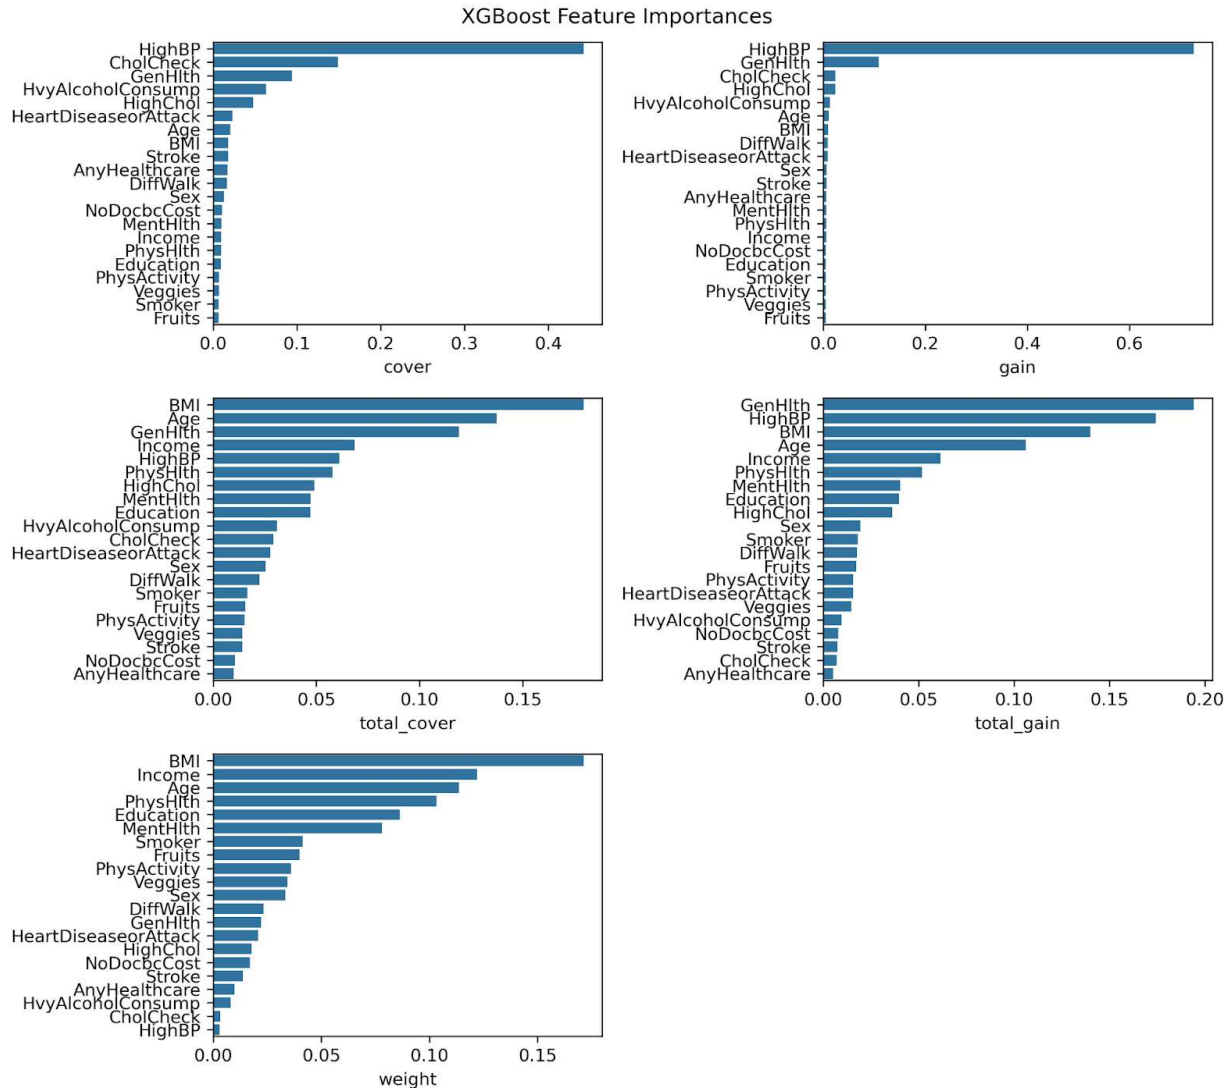 XGBoost Feature Importances
HighBP
CholCheck
GenHlth
HvyAlcoholConsump
HighChol
HeartDiseaseorAttack
Age
BMI
Stroke
AnyHealthcare
DiffWalk
Sex
NoDocbcCost
MentHlth
Income
PhysHlth
Education
PhysActivity
Veggies
Smoker
Fruits
0.0 0.1 0.2 0.3 0.4
cover
HighBP
GenHlth
CholCheck
HighChol
HvyAlcoholConsump
Age
BMI
DiffWalk
HeartDiseaseorAttack
Sex
Stroke
AnyHealthcare
MentHlth
PhysHlth
Income
NoDocbcCost
Education
Smoker
PhysActivity
Veggies
Fruits
0.0 0.2 0.4 0.6
gain
BMI
Age
GenHlth
Income
HighBP
PhysHlth
HighChol
MentHlth
Education
HvyAlcoholConsump
CholCheck
HeartDiseaseorAttack
Sex
DiffWalk
Smoker
Fruits
PhysActivity
Veggies
Stroke
NoDocbcCost
AnyHealthcare
0.00 0.05 0.10 0.15
total_cover
GenHlth
HighBP
BMI
Age
Income
PhysHlth
MentHlth
Education
HighChol
Sex
Smoker
DiffWalk
Fruits
PhysActivity
HeartDiseaseorAttack
Veggies
HvyAlcoholConsump
NoDocbcCost
Stroke
CholCheck
AnyHealthcare
0.00 0.05 0.10 0.15 0.20
total_gain
BMI
Income
Age
PhysHlth
Education
MentHlth
Smoker
Fruits
PhysActivity
Veggies
Sex
DiffWalk
GenHlth
HeartDiseaseorAttack
HighChol
NoDocbcCost
Stroke
AnyHealthcare
HvyAlcoholConsump
CholCheck
HighBP
0.00 0.05 0.10 0.15
weight